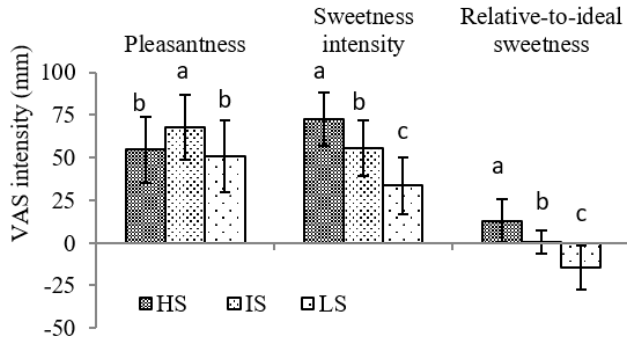 Pleasantness
Sweetness
intensity
Relative-to-ideal
sweetness
VAS intensity (mm)
100
75
50
25
0
-25
-50
b
a
b
a
b
c
a
b
c
HS
IS
LS